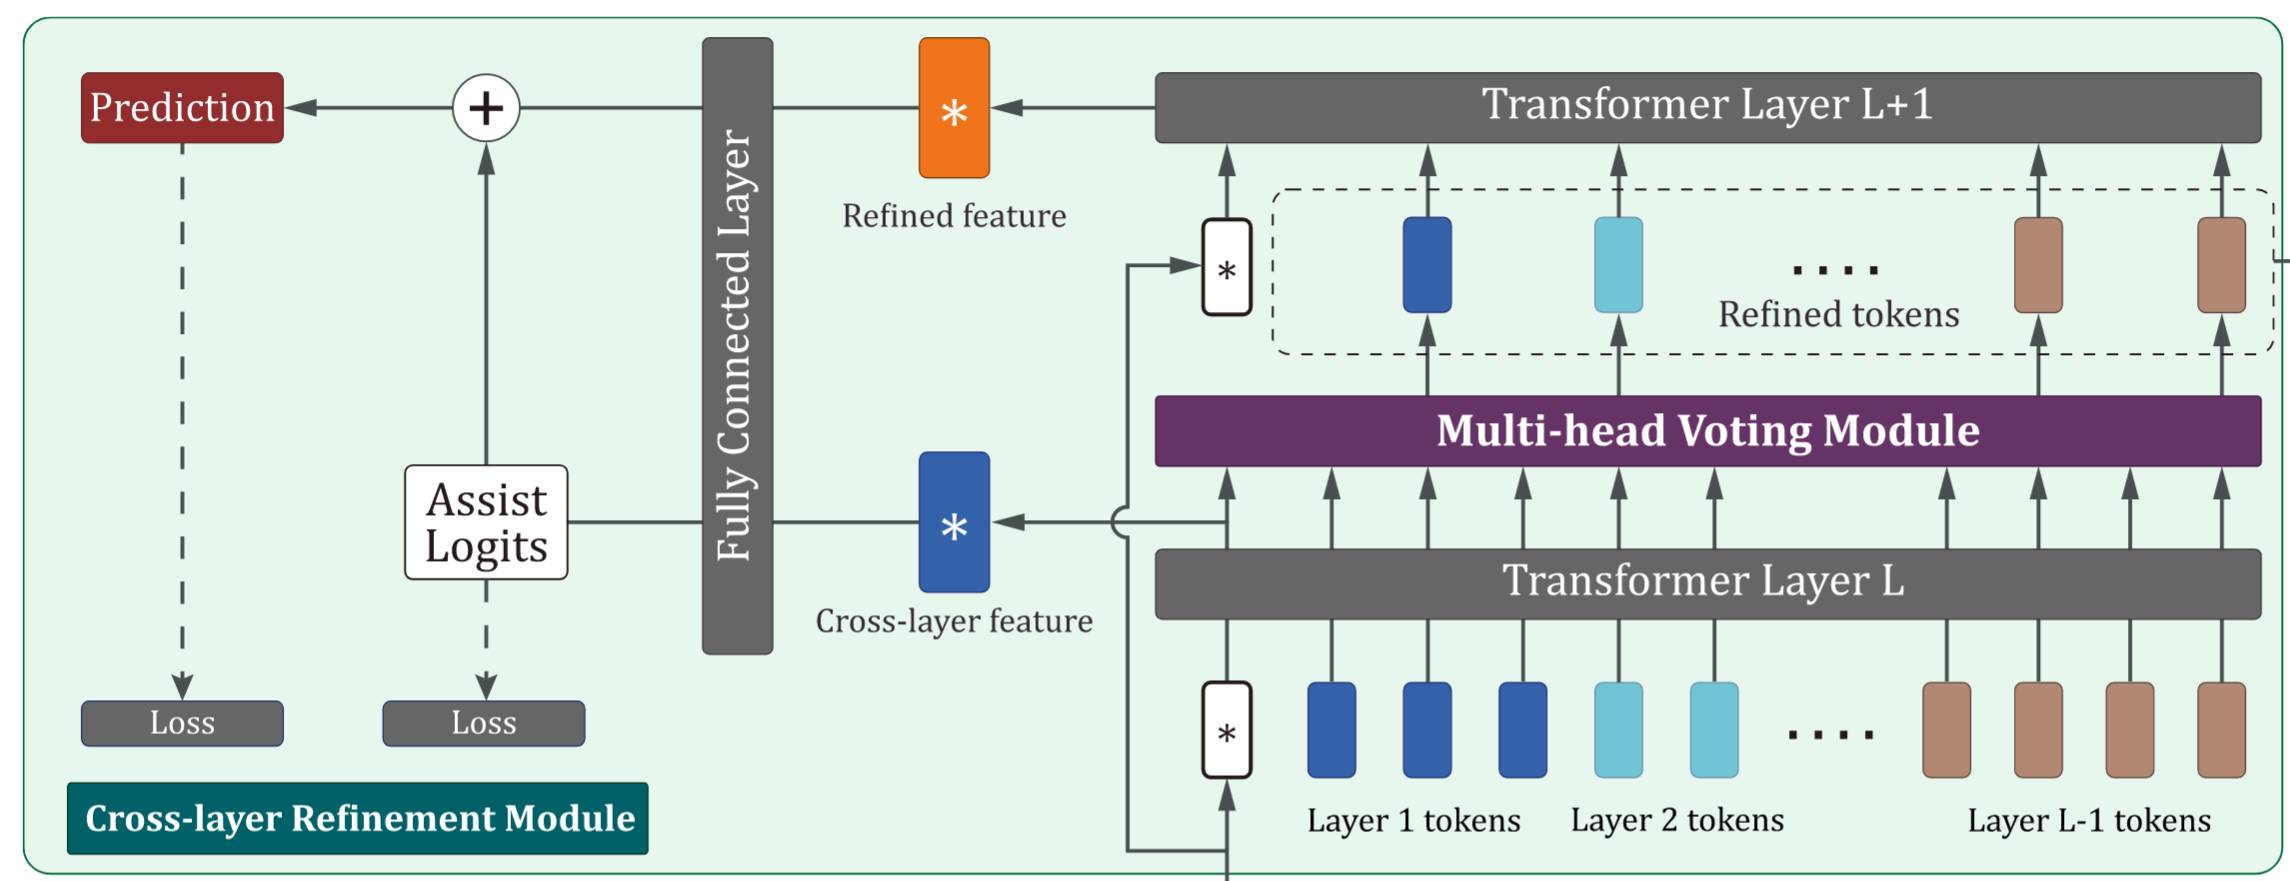 Prediction
+
Fully Connected Layer
*
Refined feature
Transformer Layer L+1
*
....
Refined tokens
Multi-head Voting Module
Assist
Logits
*
Cross-layer feature
Transformer Layer L
*
....
Layer 1 tokens
Layer 2 tokens
Layer L-1 tokens
Loss
Loss
Cross-layer Refinement Module